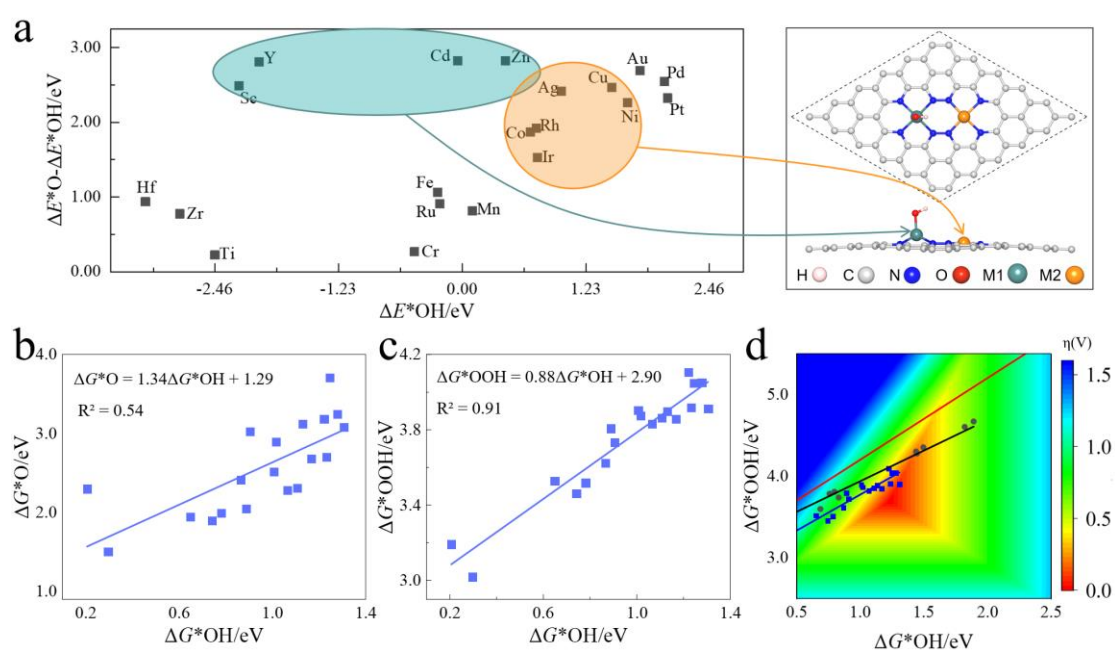 a
ΔE*O-ΔE*OH/eV
3.00
2.00
1.00
0.00
Y
Sc
Cd
Zn
Ag
Cu
Ni
Co
Rh
Ir
Au
Pd
Pt
Hf
Zr
Ti
Fe
Ru
Mn
Cr
-2.46
-1.23
0.00
1.23
2.46
ΔE*OH/eV
H C N O M1 M2
b
ΔG*O = 1.34ΔG*OH + 1.29
R² = 0.54
ΔG*O/eV
4.0
3.0
2.0
1.0
0.2
0.6
1.0
1.4
ΔG*OH/eV
c
ΔG*OOH = 0.88ΔG*OH + 2.90
R² = 0.91
ΔG*OOH/eV
4.2
3.8
3.4
3.0
0.2
0.6
1.0
1.4
ΔG*OH/eV
d
ΔG*OOH/eV
5.0
4.0
3.0
0.5
1.0
1.5
2.0
2.5
ΔG*OH/eV
η(V)
1.5
1.0
0.5
0.0